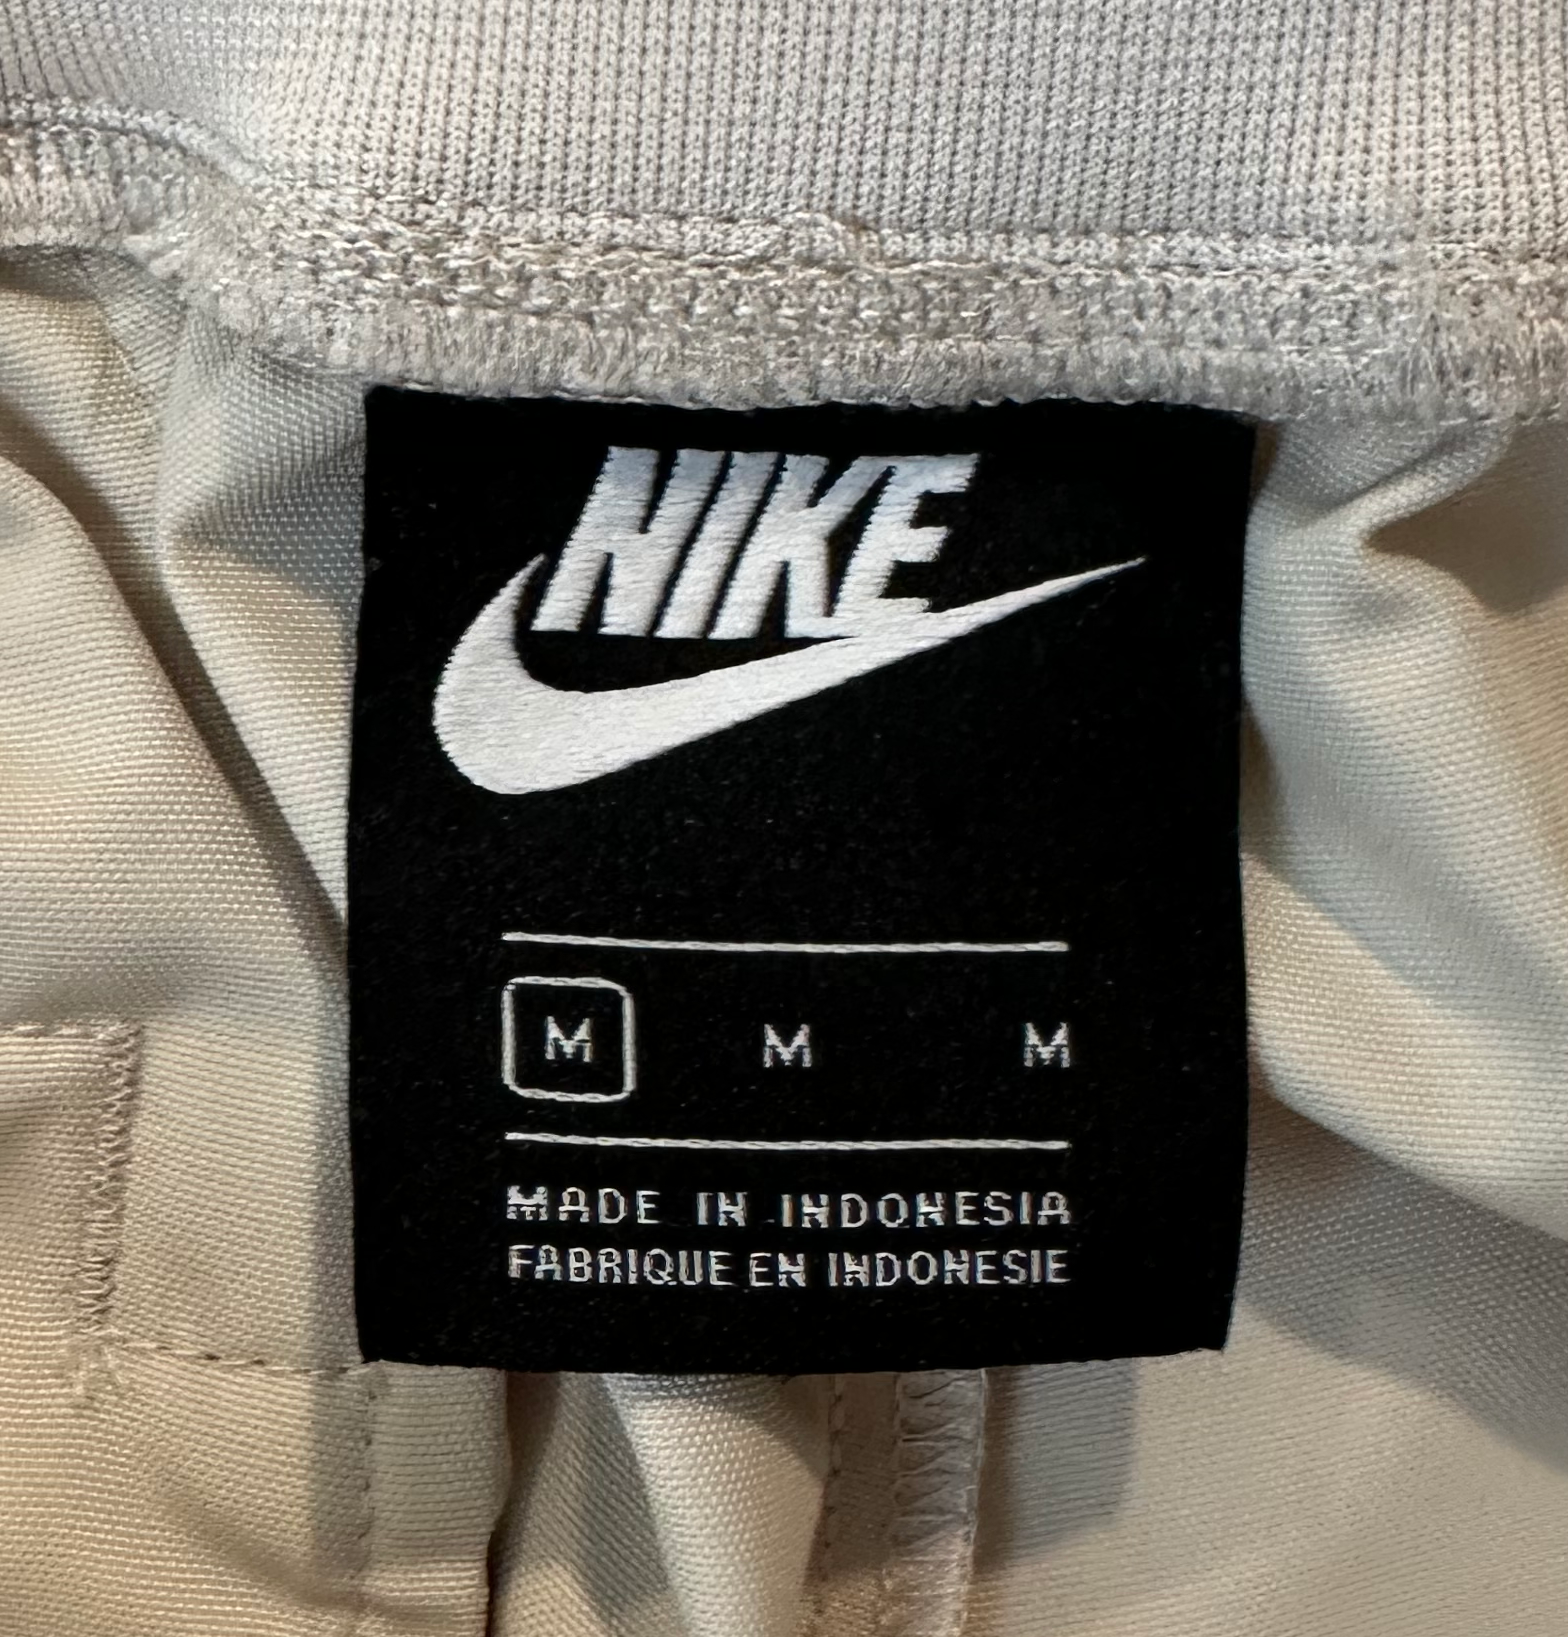 NIKE
M M M
MADE IN INDONESIA
FABRIQUE EN INDONESIE